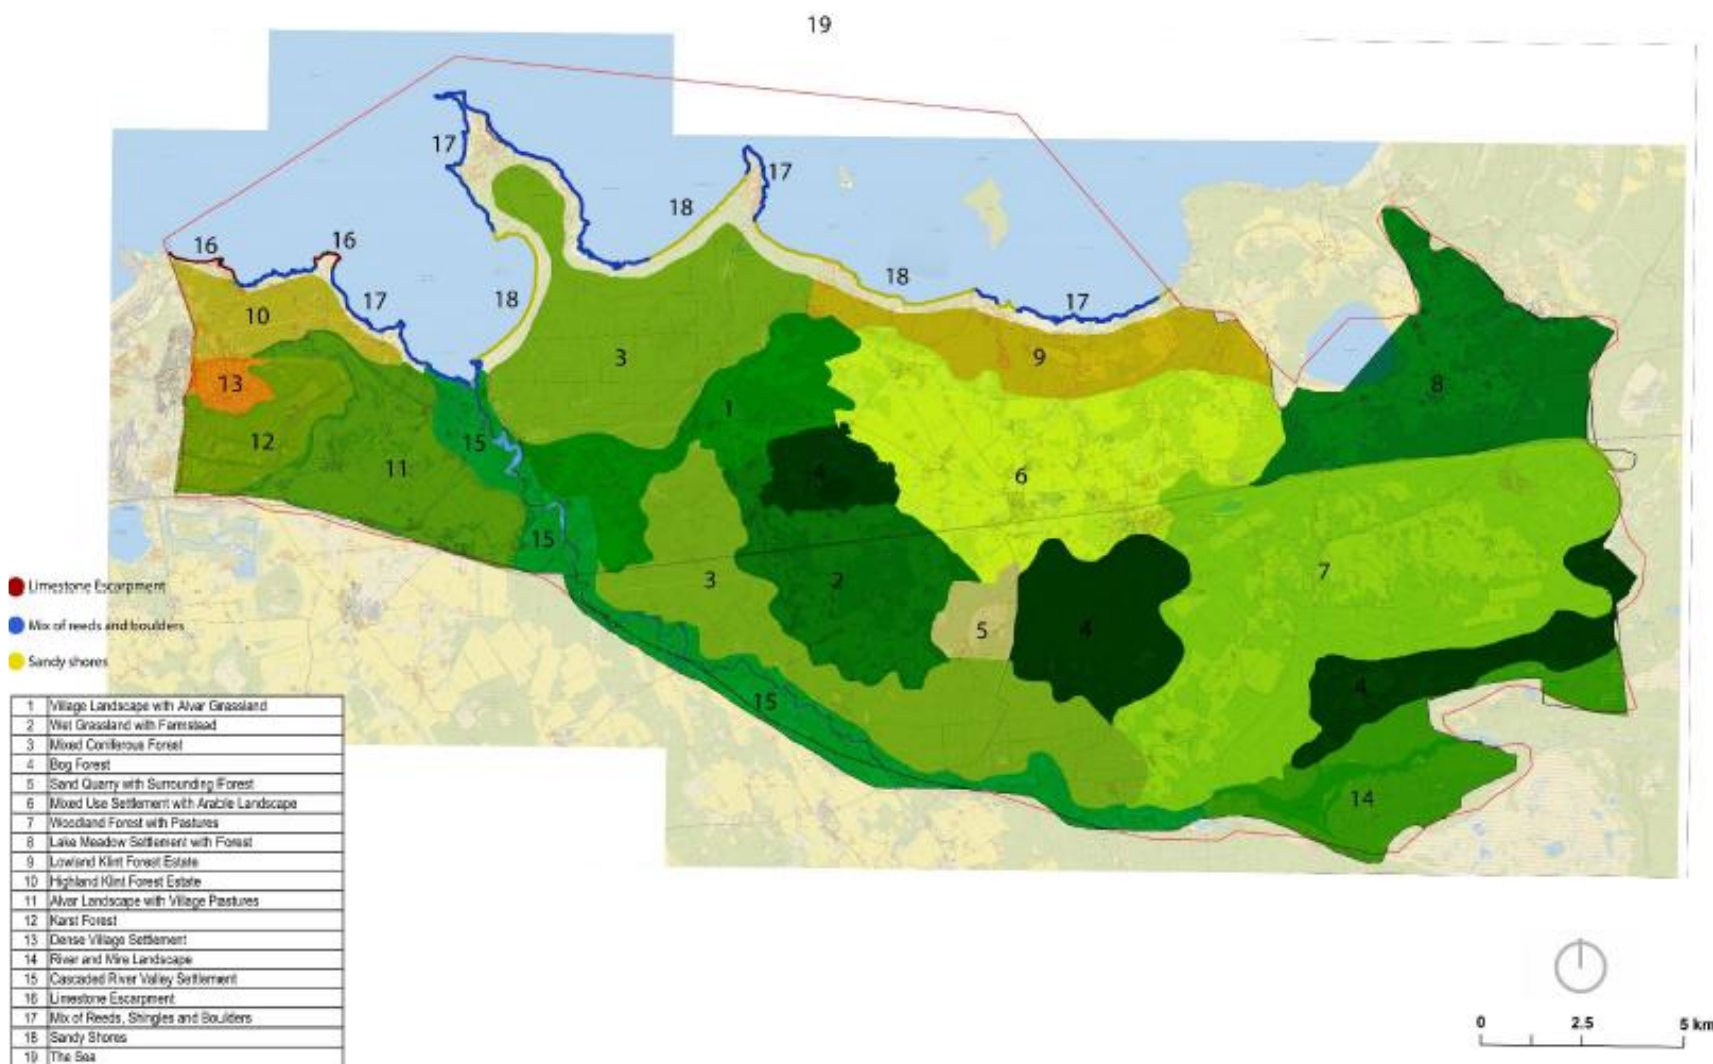 19
17
17
18
16
16
18
10
17
18
17
3
9
13
1
8
12
15
11
4
6
15
3
2
7
5
4
15
4
14
Limestone Escarpment
Mix of reeds and boulders
Sandy shores
1 Village Landscape with Alvar Grassland
2 Wet Grassland with Farmstead
3 Mixed Coniferous Forest
4 Bog Forest
5 Sand Quarry with Surrounding Forest
6 Mixed Use Settlement with Arable Landscape
7 Woodland Forest with Pastures
8 Lake Meadow Settlement with Forest
9 Lowland Klint Forest Estate
10 Highland Klint Forest Estate
11 Alvar Landscape with Village Pastures
12 Karst Forest
13 Dense Village Settlement
14 River and Mire Landscape
15 Cascaded River Valley Settlement
16 Limestone Escarpment
17 Mix of Reeds, Shingles and Boulders
18 Sandy Shores
19 The Sea
0 2.5 5 km